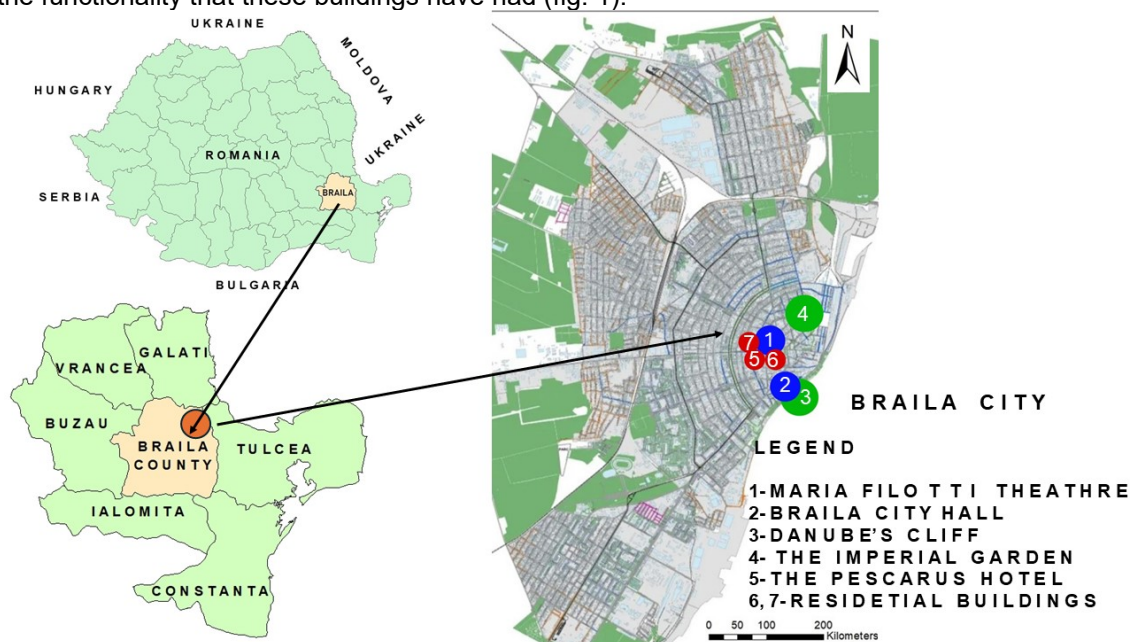 the functionality that these buildings have had (fig. 1).
UKRAINE
MOLDOVA
HUNGARY
UKRAINE
ROMANIA
BRAILA
SERBIA
BULGARIA
GALATI
VRANCEA
BUZAU
BRAILA
COUNTY
TULCEA
IALOMITA
CONSTANTA
N
4
7 1
5 6
2
3
BRAILA CITY
LEGEND
1-MARIA FILOTTI THEATHRE
2-BRAILA CITY HALL
3-DANUBE'S CLIFF
4- THE IMPERIAL GARDEN
5-THE PESCARUS HOTEL
6,7-RESIDETIAL BUILDINGS
0 50 100 200
Kilometers